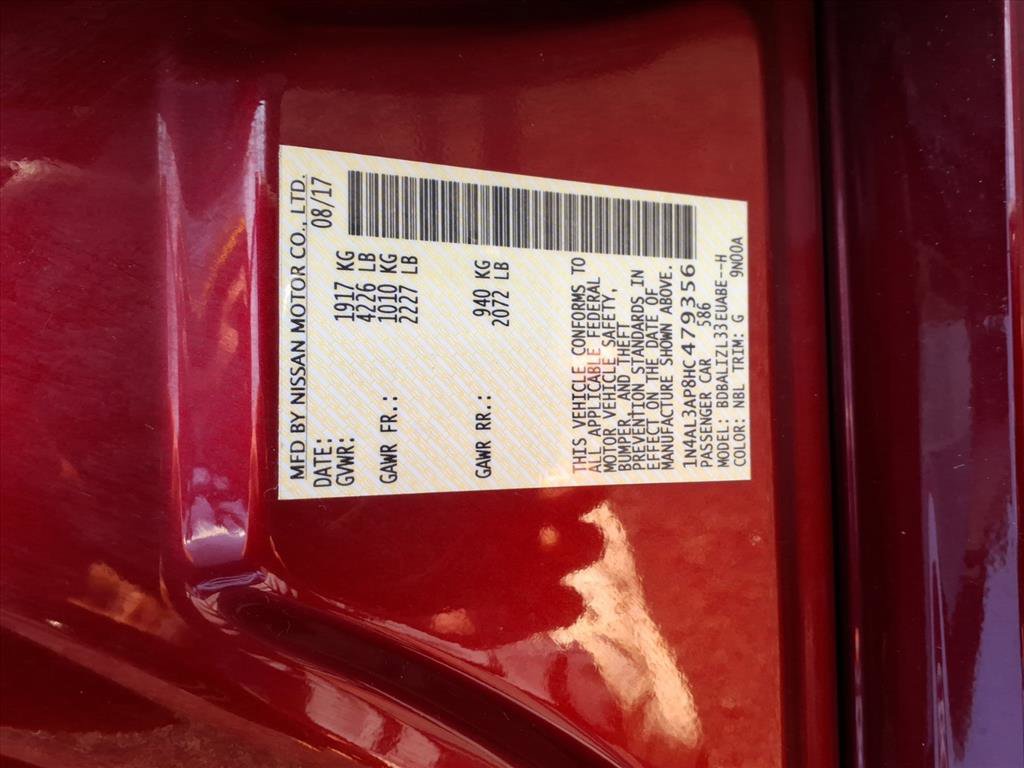 MFD BY NISSAN MOTOR CO., LTD.
DATE: 08/17
GVWR: 1917 KG
4226 LB
GAWR FR.: 1010 KG
2227 LB
GAWR RR.: 940 KG
2072 LB
THIS VEHICLE CONFORMS TO
ALL APPLICABLE FEDERAL
MOTOR VEHICLE SAFETY,
BUMPER, AND THEFT
PREVENTION STANDARDS IN
EFFECT ON THE DATE OF
MANUFACTURE SHOWN ABOVE.
1N4AL3AP8HC479356
PASSENGER CAR 586
MODEL: BDBALIZL33EUABE--H
COLOR: NBL TRIM: G 9N00A